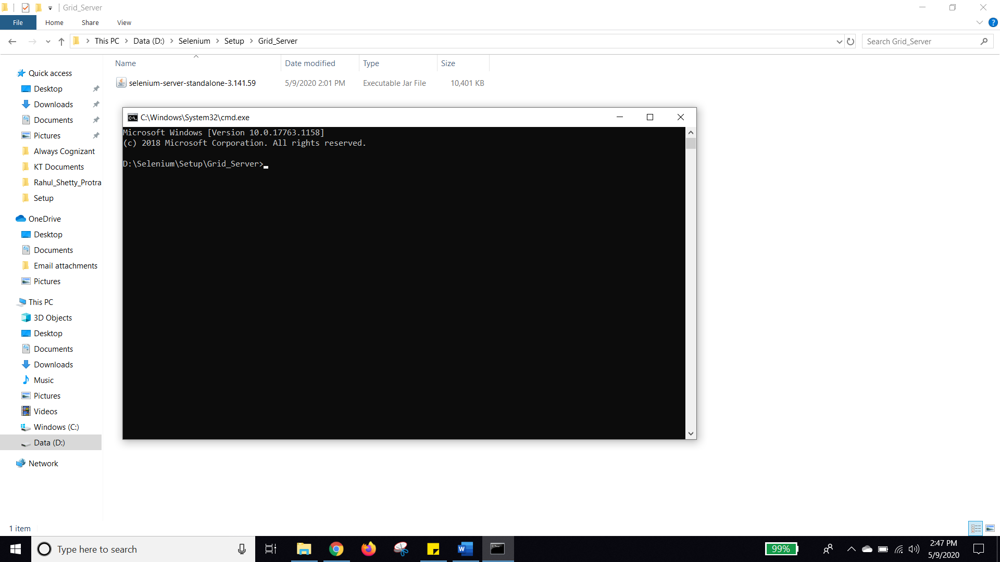 Grid_Server
File Home Share View
This PC > Data (D:) > Selenium > Setup > Grid_Server
Search Grid_Server
Name Date modified Type Size
selenium-server-standalone-3.141.59 5/9/2020 2:01 PM Executable Jar File 10,401 KB
Quick access
Desktop
Downloads
Documents
Pictures
Always Cognizant
KT Documents
Rahul_Shetty_Protra
Setup
OneDrive
Desktop
Documents
Email attachments
Pictures
This PC
3D Objects
Desktop
Documents
Downloads
Music
Pictures
Videos
Windows (C:)
Data (D:)
Network
C:\Windows\System32\cmd.exe
Microsoft Windows [Version 10.0.17763.1158]
(c) 2018 Microsoft Corporation. All rights reserved.
D:\Selenium\Setup\Grid_Server>
1 item
Type here to search
99%
2:47 PM
5/9/2020